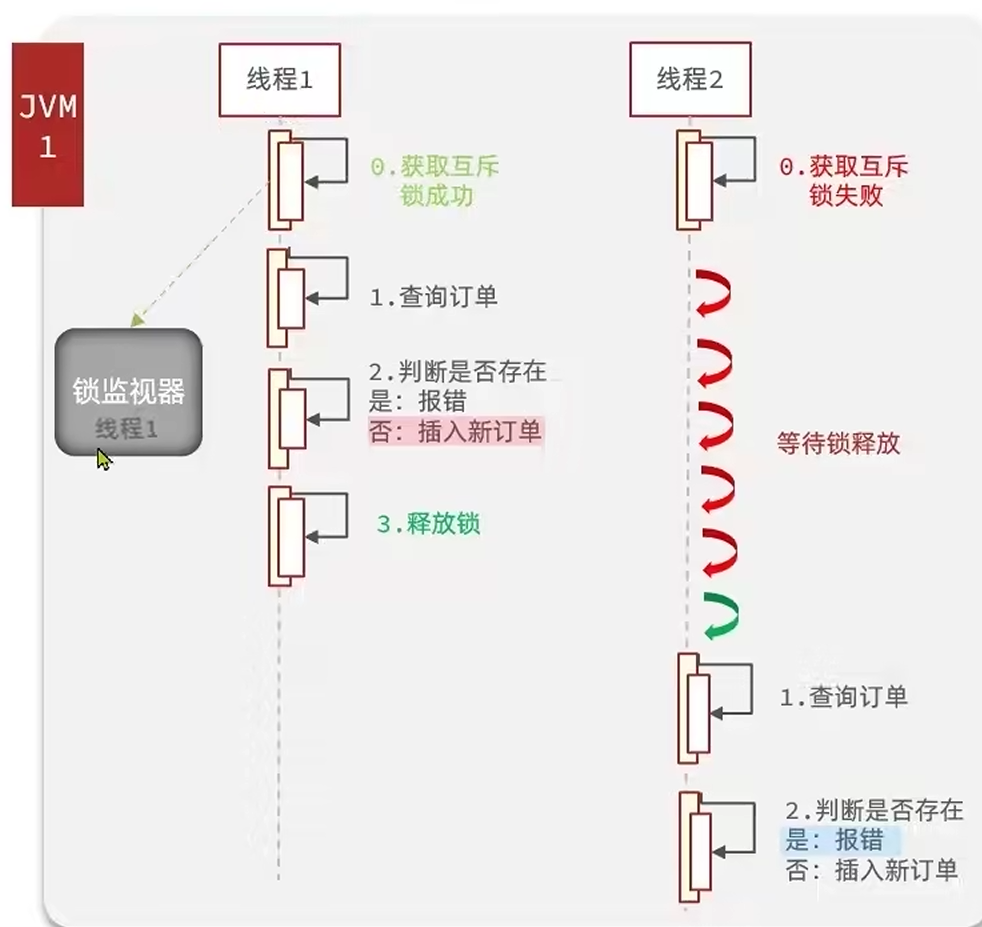 JVM
1
线程1
线程2
0.获取互斥
锁成功
0.获取互斥
锁失败
1.查询订单
锁监视器
线程1
2.判断是否存在
是：报错
否：插入新订单
等待锁释放
3.释放锁
1.查询订单
2.判断是否存在
是：报错
否：插入新订单